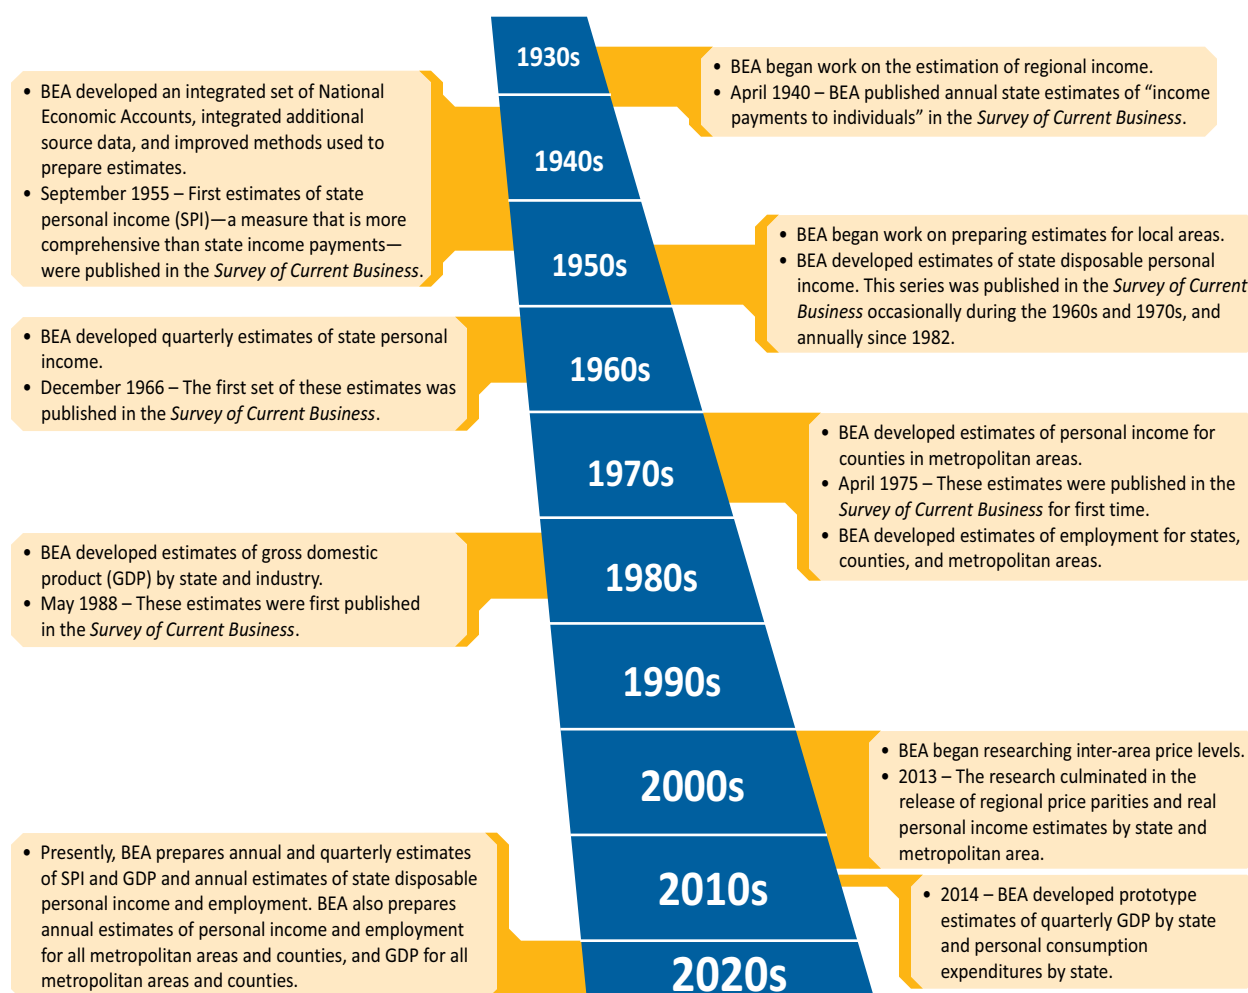 1930s
• BEA began work on the estimation of regional income.
• April 1940 – BEA published annual state estimates of “income
payments to individuals” in the Survey of Current Business.
• BEA developed an integrated set of National
Economic Accounts, integrated additional
source data, and improved methods used to
prepare estimates.
• September 1955 – First estimates of state
personal income (SPI)—a measure that is more
comprehensive than state income payments—
were published in the Survey of Current Business.
1940s
1950s
• BEA began work on preparing estimates for local areas.
• BEA developed estimates of state disposable personal
income. This series was published in the Survey of Current
Business occasionally during the 1960s and 1970s, and
annually since 1982.
• BEA developed quarterly estimates of state personal
income.
• December 1966 – The first set of these estimates was
published in the Survey of Current Business.
1960s
1970s
• BEA developed estimates of personal income for
counties in metropolitan areas.
• April 1975 – These estimates were published in the
Survey of Current Business for first time.
• BEA developed estimates of employment for states,
counties, and metropolitan areas.
• BEA developed estimates of gross domestic
product (GDP) by state and industry.
• May 1988 – These estimates were first published
in the Survey of Current Business.
1980s
1990s
2000s
• BEA began researching inter-area price levels.
• 2013 – The research culminated in the
release of regional price parities and real
personal income estimates by state and
metropolitan area.
2010s
• 2014 – BEA developed prototype
estimates of quarterly GDP by state
and personal consumption
expenditures by state.
• Presently, BEA prepares annual and quarterly estimates
of SPI and GDP and annual estimates of state disposable
personal income and employment. BEA also prepares
annual estimates of personal income and employment
for all metropolitan areas and counties, and GDP for all
metropolitan areas and counties.
2020s